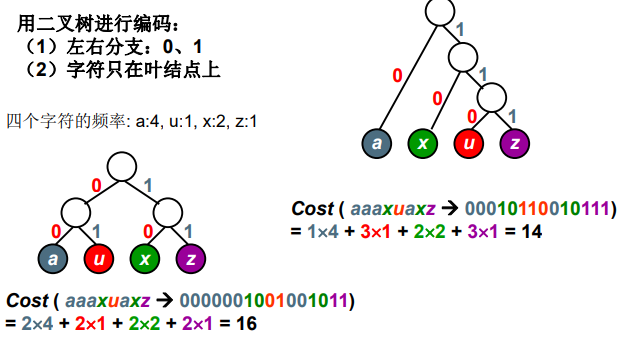 用二叉树进行编码：
（1）左右分支：0、1
（2）字符只在叶结点上
四个字符的频率: a:4, u:1, x:2, z:1
0 1
0 1 0 1
a u x z
Cost ( aaaxuaxz → 0000001001001011)
= 2×4 + 2×1 + 2×2 + 2×1 = 16
1
0 1
0
0 1
a x u z
Cost ( aaaxuaxz → 00010110010111)
= 1×4 + 3×1 + 2×2 + 3×1 = 14